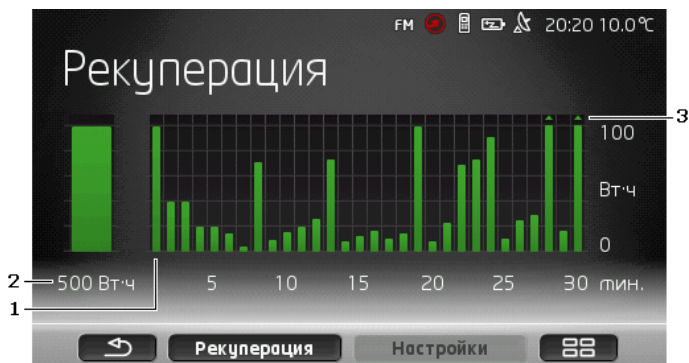 FM 20:20 10.0°C
Рекуперация
3
100
Вт·ч
0
2 500 Вт·ч 5 10 15 20 25 30 мин.
1
Рекуперация Настройки